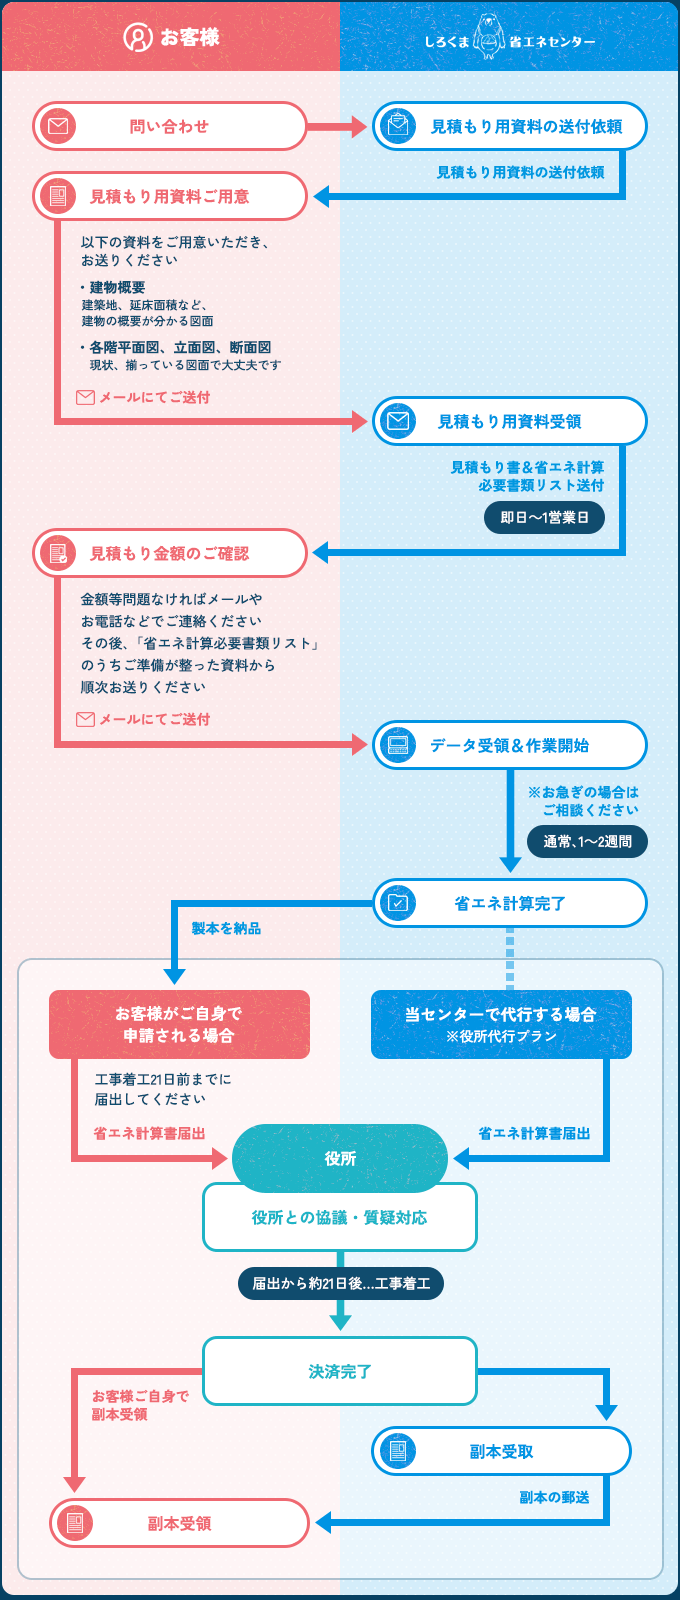 お客様
しろくま 省エネセンター
問い合わせ
見積もり用資料の送付依頼
見積もり用資料の送付依頼
見積もり用資料ご用意
以下の資料をご用意いただき、
お送りください
・建物概要
建築地、延床面積など、
建物の概要が分かる図面
・各階平面図、立面図、断面図
現状、揃っている図面で大丈夫です
メールにてご送付
見積もり用資料受領
見積もり書＆省エネ計算
必要書類リスト送付
即日〜1営業日
見積もり金額のご確認
金額等問題なければメールや
お電話などでご連絡ください
その後、「省エネ計算必要書類リスト」
のうちご準備が整った資料から
順次お送りください
メールにてご送付
データ受領＆作業開始
※お急ぎの場合は
ご相談ください
通常、1〜2週間
省エネ計算完了
製本を納品
お客様がご自身で
申請される場合
当センターで代行する場合
※役所代行プラン
工事着工21日前までに
届出してください
省エネ計算書届出
省エネ計算書届出
役所
役所との協議・質疑対応
届出から約21日後…工事着工
決済完了
お客様ご自身で
副本受領
副本受取
副本の郵送
副本受領